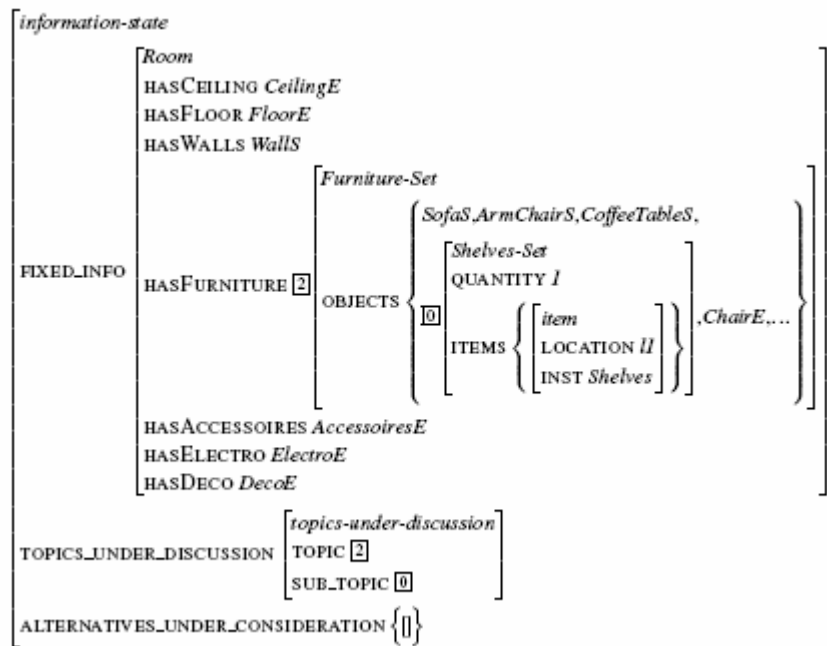 information-state
Room
HASCEILING CeilingE
HASFLOOR FloorE
HASWALLS WallS
Furniture-Set
SofaS,ArmChairS,CoffeeTableS,
Shelves-Set
QUANTITY 1
FIXED_INFO HASFURNITURE 2 OBJECTS 0 ITEMS { item LOCATION l1 INST Shelves } ,ChairE,...
HASACCESSOIRES AccessoiresE
HASELECTRO ElectroE
HASDECO DecoE
topics-under-discussion
TOPICS_UNDER_DISCUSSION TOPIC 2
SUB_TOPIC 0
ALTERNATIVES_UNDER_CONSIDERATION {[]}